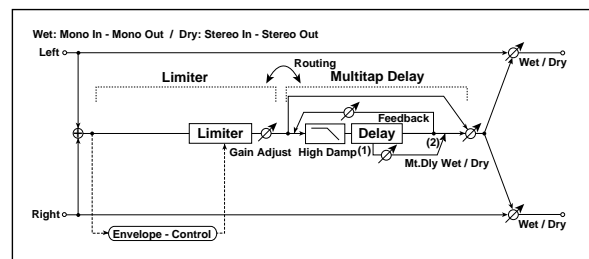 Wet: Mono In - Mono Out / Dry: Stereo In - Stereo Out
Left
Wet / Dry
Routing
Limiter
Multitap Delay
Feedback
Limiter
Delay
Gain Adjust
High Damp
(1)
(2)
Mt.Dly Wet / Dry
Right
Wet / Dry
Envelope - Control